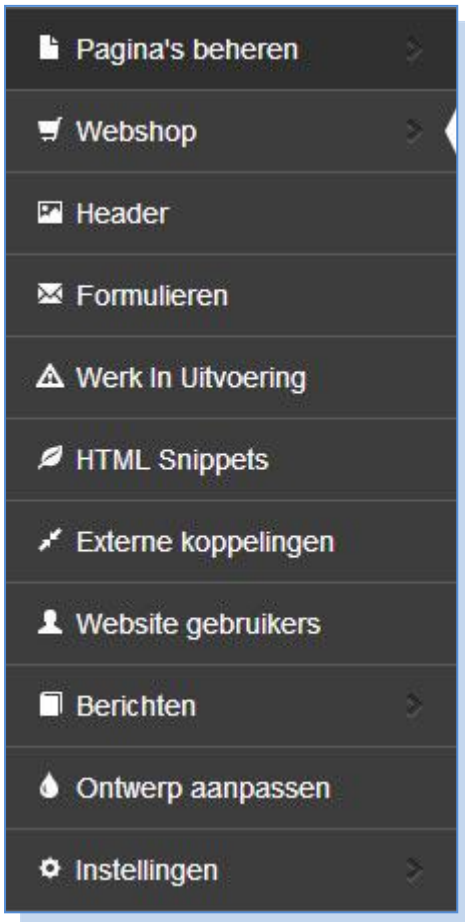 Pagina's beheren
Webshop
Header
Formulieren
Werk In Uitvoering
HTML Snippets
Externe koppelingen
Website gebruikers
Berichten
Ontwerp aanpassen
Instellingen